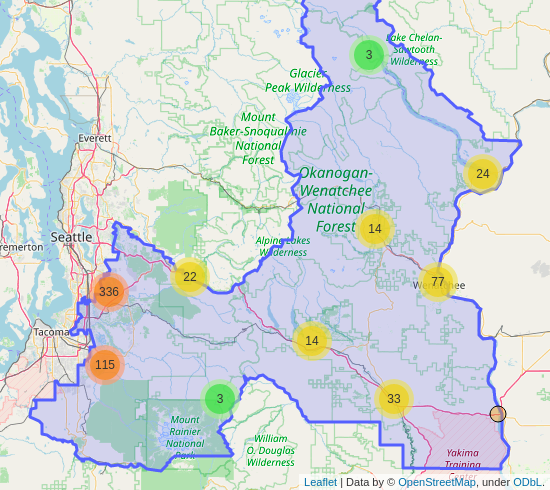 Lake Chelan-
Sawtooth
Wilderness
3
Glacier
Peak Wilderness
Mount
Baker-Snoqualmie
National
Forest
Everett
Okanogan-
Wenatchee
National
Forest
24
14
Seattle
Alpine Lakes
Wilderness
Bremerton
22
77
Wenatchee
336
Tacoma
14
115
3
33
Mount
Rainier
National
Park
William
O. Douglas
Wilderness
Yakima
Training
Leaflet | Data by © OpenStreetMap, under ODbL.